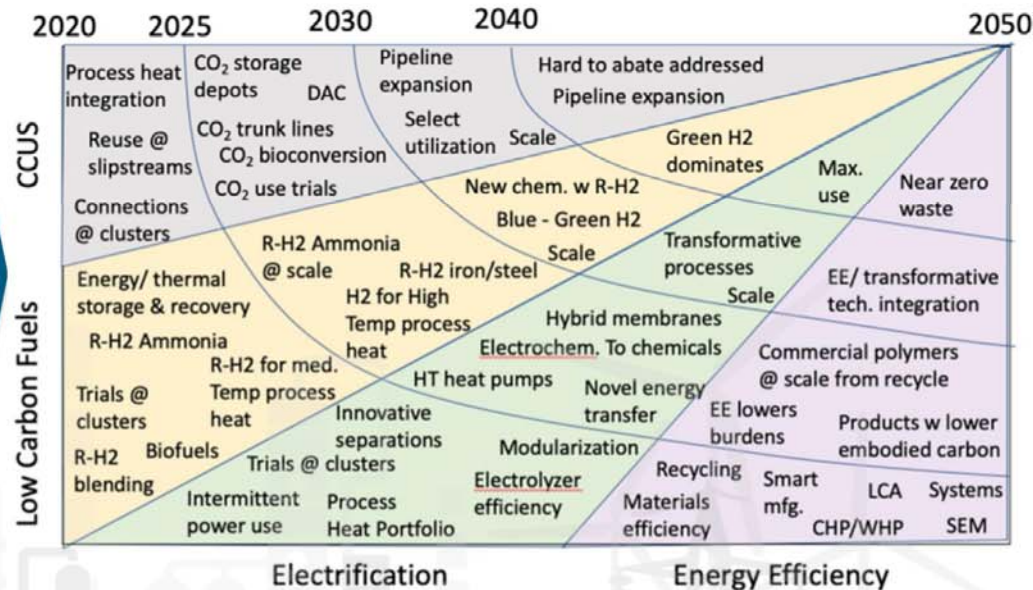 2020 2025 2030 2040 2050
CCUS
Process heat
integration
Reuse @
slipstreams
Connections
@ clusters
CO₂ storage
depots
DAC
CO₂ trunk lines
CO₂ bioconversion
CO₂ use trials
Pipeline
expansion
Select
utilization
Scale
Hard to abate addressed
Pipeline expansion
Low Carbon Fuels
Energy/ thermal
storage & recovery
R-H2 Ammonia
Trials @
clusters
R-H2 for med.
Temp process
heat
R-H2
blending
Biofuels
R-H2 Ammonia
@ scale
R-H2 iron/steel
H2 for High
Temp process
heat
New chem. w R-H2
Blue - Green H2
Scale
Green H2
dominates
Innovative
separations
Trials @ clusters
Intermittent
power use
Process
Heat Portfolio
Modularization
Electrolyzer
efficiency
Hybrid membranes
Electrochem. To chemicals
HT heat pumps
Novel energy
transfer
Transformative
processes
Scale
Max.
use
Near zero
waste
EE/ transformative
tech. integration
Commercial polymers
@ scale from recycle
EE lowers
burdens
Products w lower
embodied carbon
Recycling
Materials
efficiency
Smart
mfg.
LCA
Systems
CHP/WHP
SEM
Electrification
Energy Efficiency